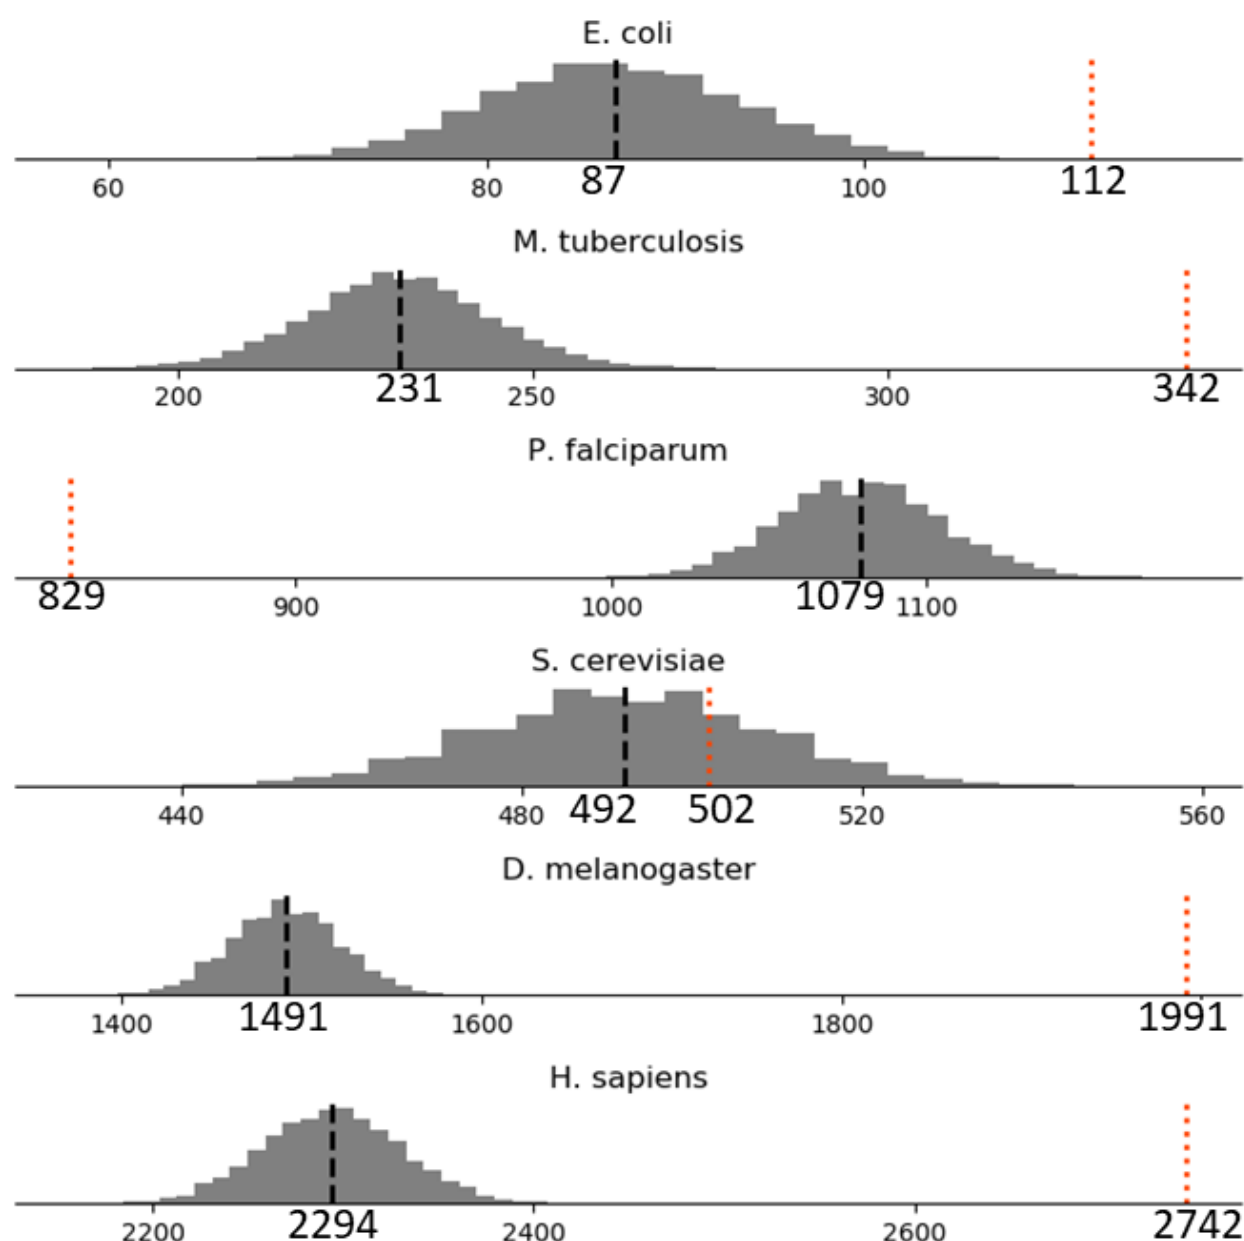 E. coli
60 80 87 100 112
M. tuberculosis
200 231 250 300 342
P. falciparum
829 900 1000 1079 1100
S. cerevisiae
440 480 492 502 520 560
D. melanogaster
1400 1491 1600 1800 1991
H. sapiens
2200 2294 2400 2600 2742